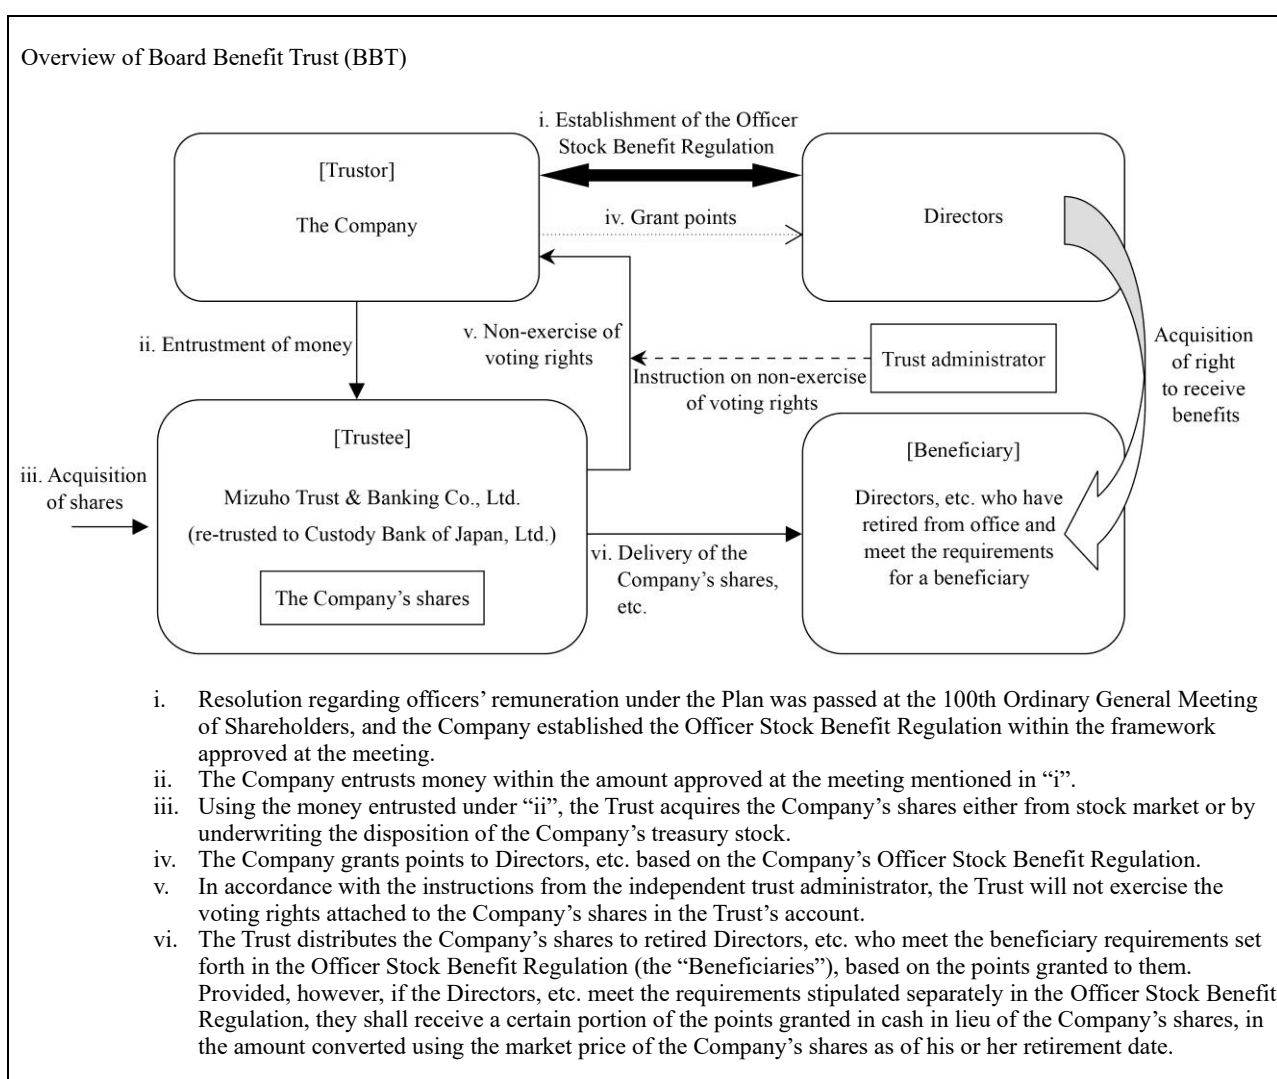 Overview of Board Benefit Trust (BBT)
i. Establishment of the Officer
Stock Benefit Regulation
[Trustor]
The Company
iv. Grant points
Directors
ii. Entrustment of money
v. Non-exercise of
voting rights
Instruction on non-exercise
of voting rights
Trust administrator
Acquisition
of right
to receive
benefits
iii. Acquisition
of shares
[Trustee]
Mizuho Trust & Banking Co., Ltd.
(re-trusted to Custody Bank of Japan, Ltd.)
The Company’s shares
vi. Delivery of the
Company’s shares,
etc.
[Beneficiary]
Directors, etc. who have
retired from office and
meet the requirements
for a beneficiary
i. Resolution regarding officers’ remuneration under the Plan was passed at the 100th Ordinary General Meeting
of Shareholders, and the Company established the Officer Stock Benefit Regulation within the framework
approved at the meeting.
ii. The Company entrusts money within the amount approved at the meeting mentioned in “i”.
iii. Using the money entrusted under “ii”, the Trust acquires the Company’s shares either from stock market or by
underwriting the disposition of the Company’s treasury stock.
iv. The Company grants points to Directors, etc. based on the Company’s Officer Stock Benefit Regulation.
v. In accordance with the instructions from the independent trust administrator, the Trust will not exercise the
voting rights attached to the Company’s shares in the Trust’s account.
vi. The Trust distributes the Company’s shares to retired Directors, etc. who meet the beneficiary requirements set
forth in the Officer Stock Benefit Regulation (the “Beneficiaries”), based on the points granted to them.
Provided, however, if the Directors, etc. meet the requirements stipulated separately in the Officer Stock Benefit
Regulation, they shall receive a certain portion of the points granted in cash in lieu of the Company’s shares, in
the amount converted using the market price of the Company’s shares as of his or her retirement date.